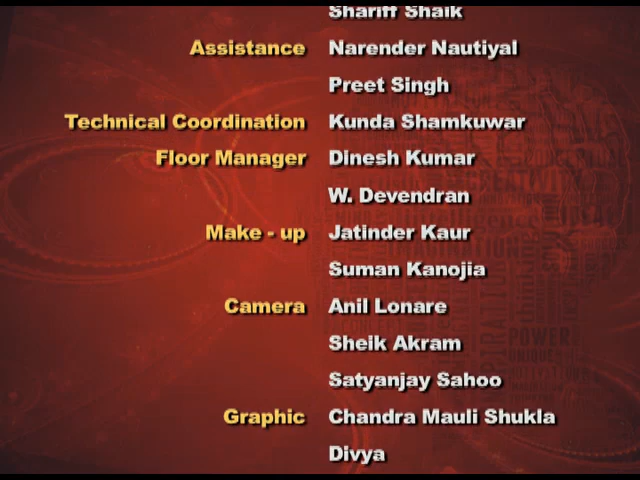 Shariff Shaik
Assistance Narender Nautiyal
Preet Singh
Technical Coordination Kunda Shamkuwar
Floor Manager Dinesh Kumar
W. Devendran
Make - up Jatinder Kaur
Suman Kanojia
Camera Anil Lonare
Sheik Akram
Satyanjay Sahoo
Graphic Chandra Mauli Shukla
Divya
POWER